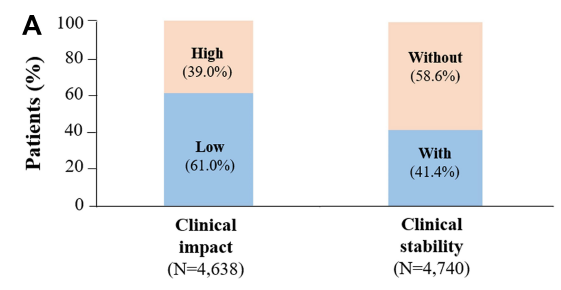 A
Patients (%)
100
80
60
40
20
0
High
(39.0%)
Low
(61.0%)
Without
(58.6%)
With
(41.4%)
Clinical
impact
(N=4,638)
Clinical
stability
(N=4,740)